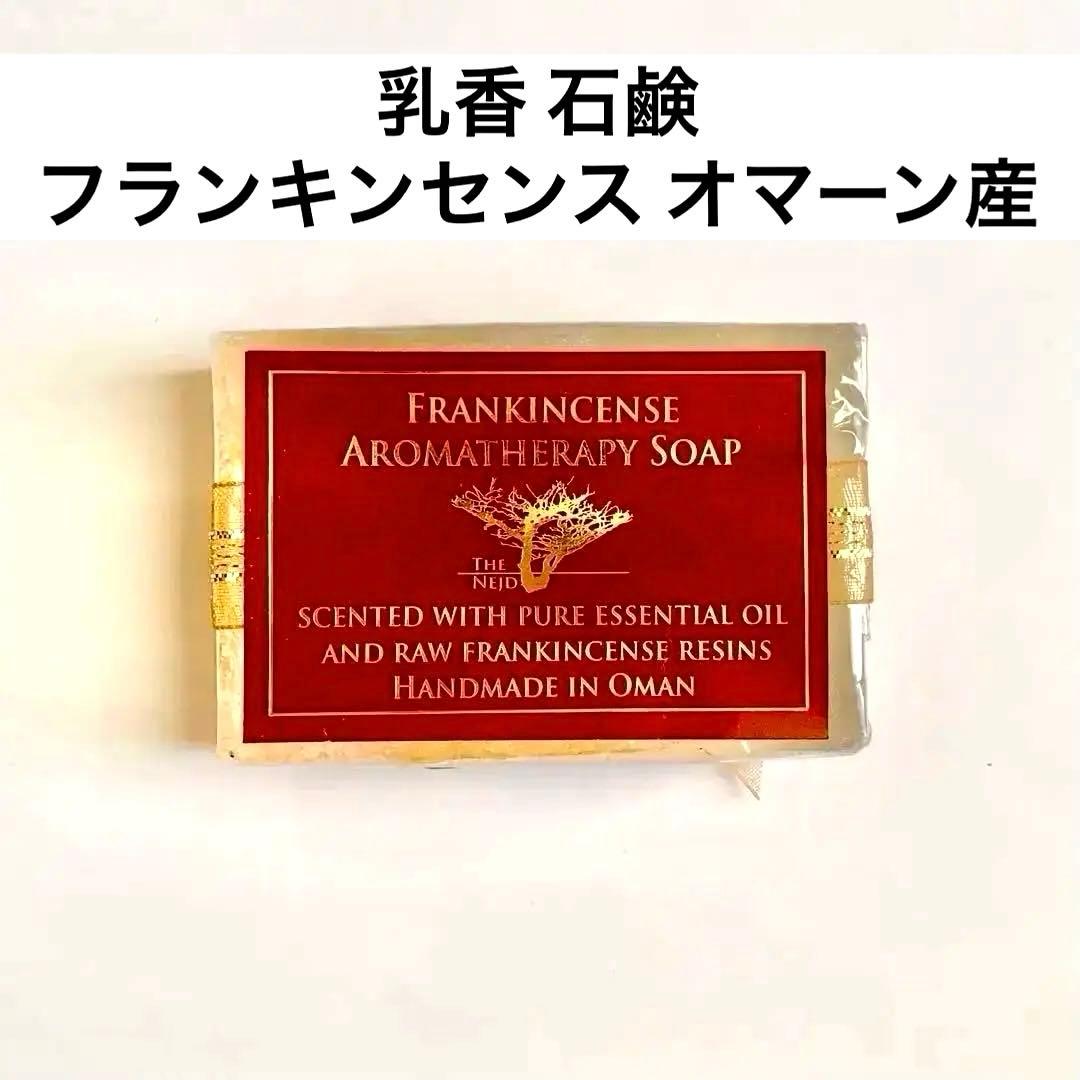 乳香 石鹸
フランキンセンス オマーン産
FRANKINCENSE
AROMATHERAPY SOAP
THE
NEJD
SCENTED WITH PURE ESSENTIAL OIL
AND RAW FRANKINCENSE RESINS
HANDMADE IN OMAN